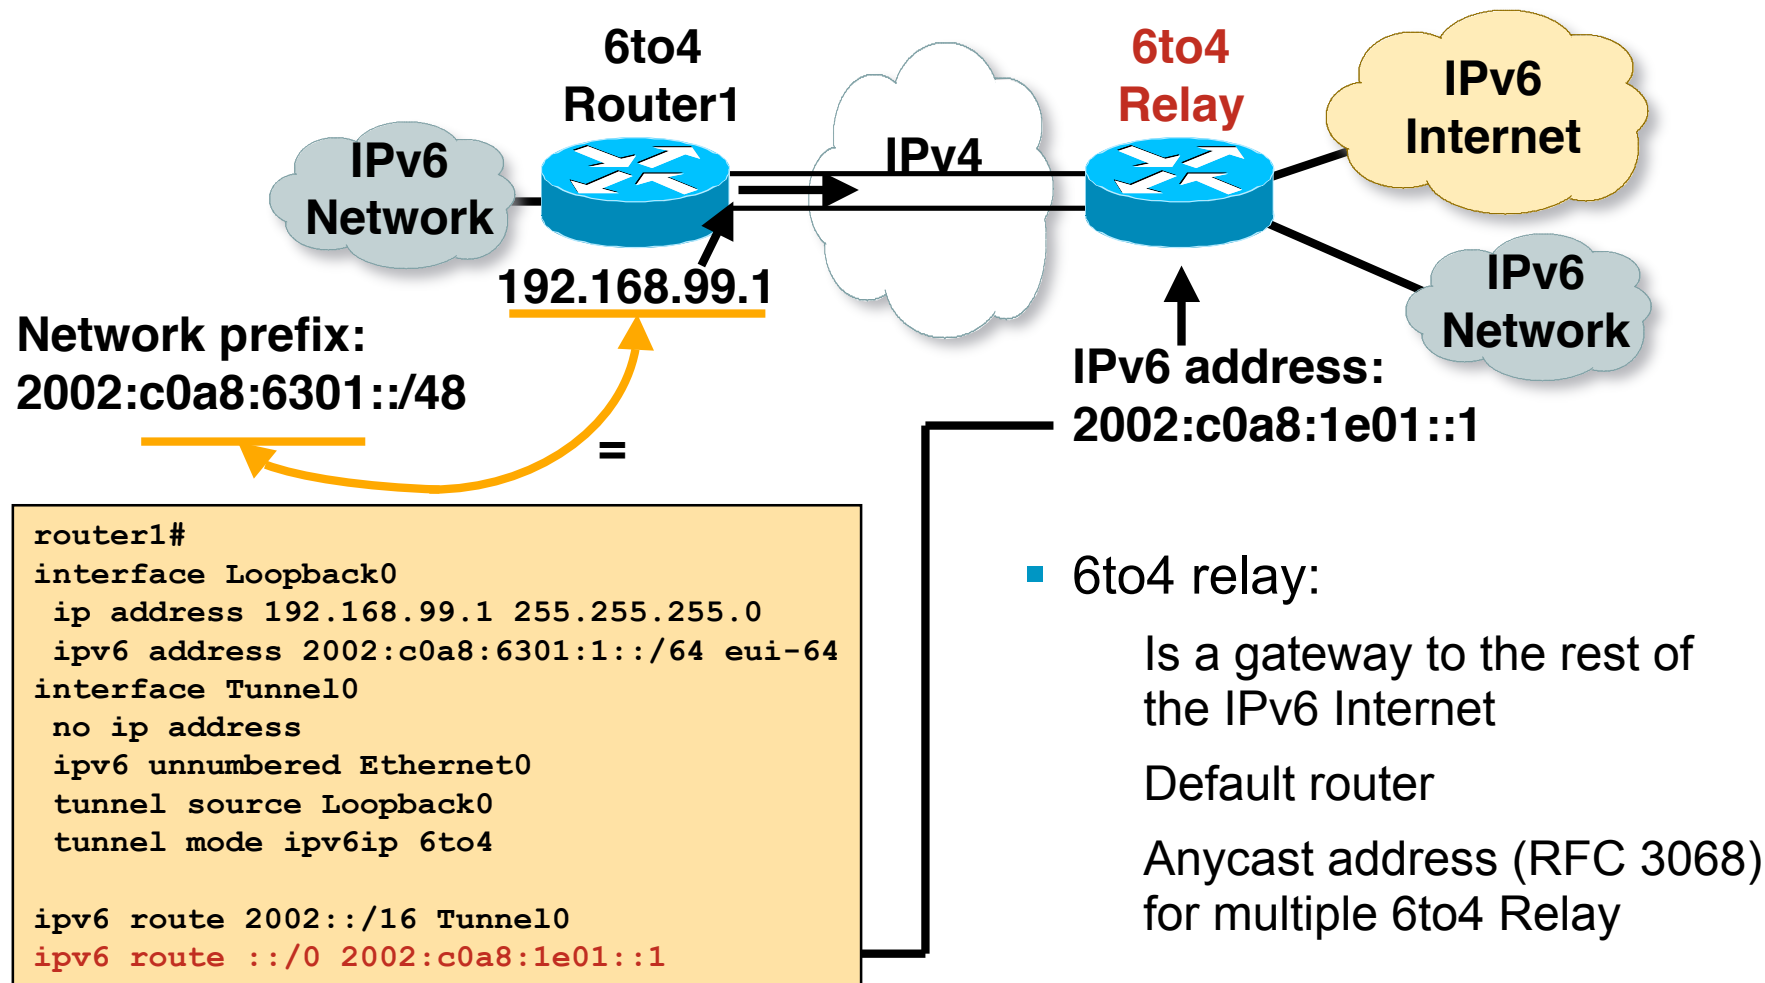 6to4
Router1
6to4
Relay
IPv6
Internet
IPv6
Network
IPv4
192.168.99.1
IPv6
Network
Network prefix:
2002:c0a8:6301::/48
=
IPv6 address:
2002:c0a8:1e01::1
router1#
interface Loopback0
ip address 192.168.99.1 255.255.255.0
ipv6 address 2002:c0a8:6301:1::/64 eui-64
interface Tunnel0
no ip address
ipv6 unnumbered Ethernet0
tunnel source Loopback0
tunnel mode ipv6ip 6to4
ipv6 route 2002::/16 Tunnel0
ipv6 route ::/0 2002:c0a8:1e01::1
6to4 relay:
Is a gateway to the rest of
the IPv6 Internet
Default router
Anycast address (RFC 3068)
for multiple 6to4 Relay